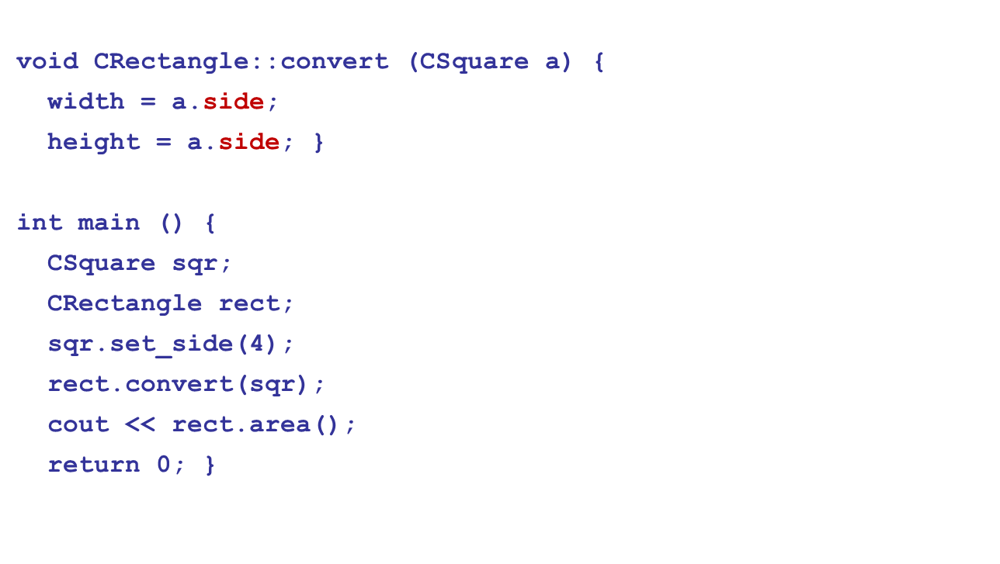 void CRectangle::convert (CSquare a) {
  width = a.side;
  height = a.side; }
int main () {
  CSquare sqr;
  CRectangle rect;
  sqr.set_side(4);
  rect.convert(sqr);
  cout << rect.area();
  return 0; }